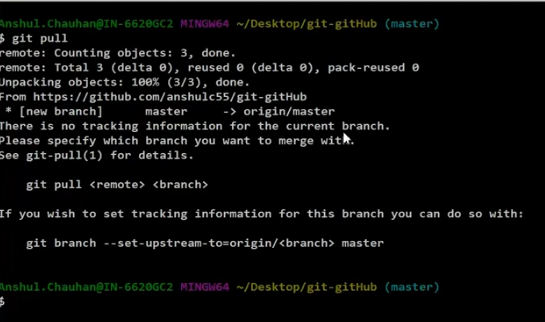 Anshul.Chauhan@IN-6620GC2 MINGW64 ~/Desktop/git-gitHub (master)
$ git pull
remote: Counting objects: 3, done.
remote: Total 3 (delta 0), reused 0 (delta 0), pack-reused 0
Unpacking objects: 100% (3/3), done.
From https://github.com/anshulc55/git-gitHub
* [new branch] master -> origin/master
There is no tracking information for the current branch.
Please specify which branch you want to merge with.
See git-pull(1) for details.
git pull <remote> <branch>
If you wish to set tracking information for this branch you can do so with:
git branch --set-upstream-to=origin/<branch> master
Anshul.Chauhan@IN-6620GC2 MINGW64 ~/Desktop/git-gitHub (master)
$